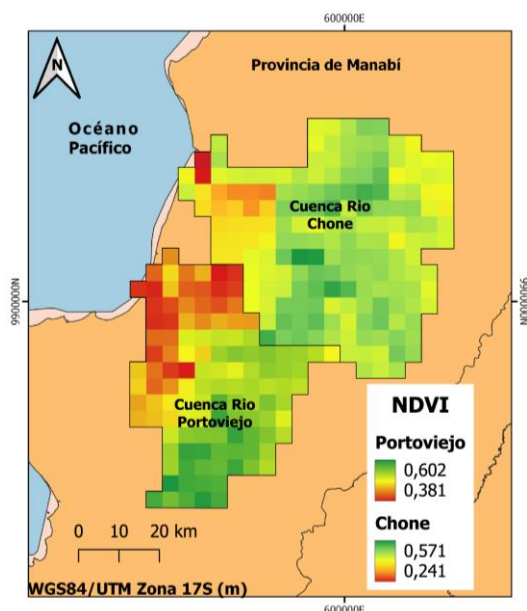 600000E
N
Provincia de Manabí
Océano
Pacífico
Cuenca Rio
Chone
9900000N
9900000N
Cuenca Rio
Portoviejo
NDVI
Portoviejo
0,602
0,381
Chone
0,571
0,241
0 10 20 km
WGS84/UTM Zona 17S (m)
600000E